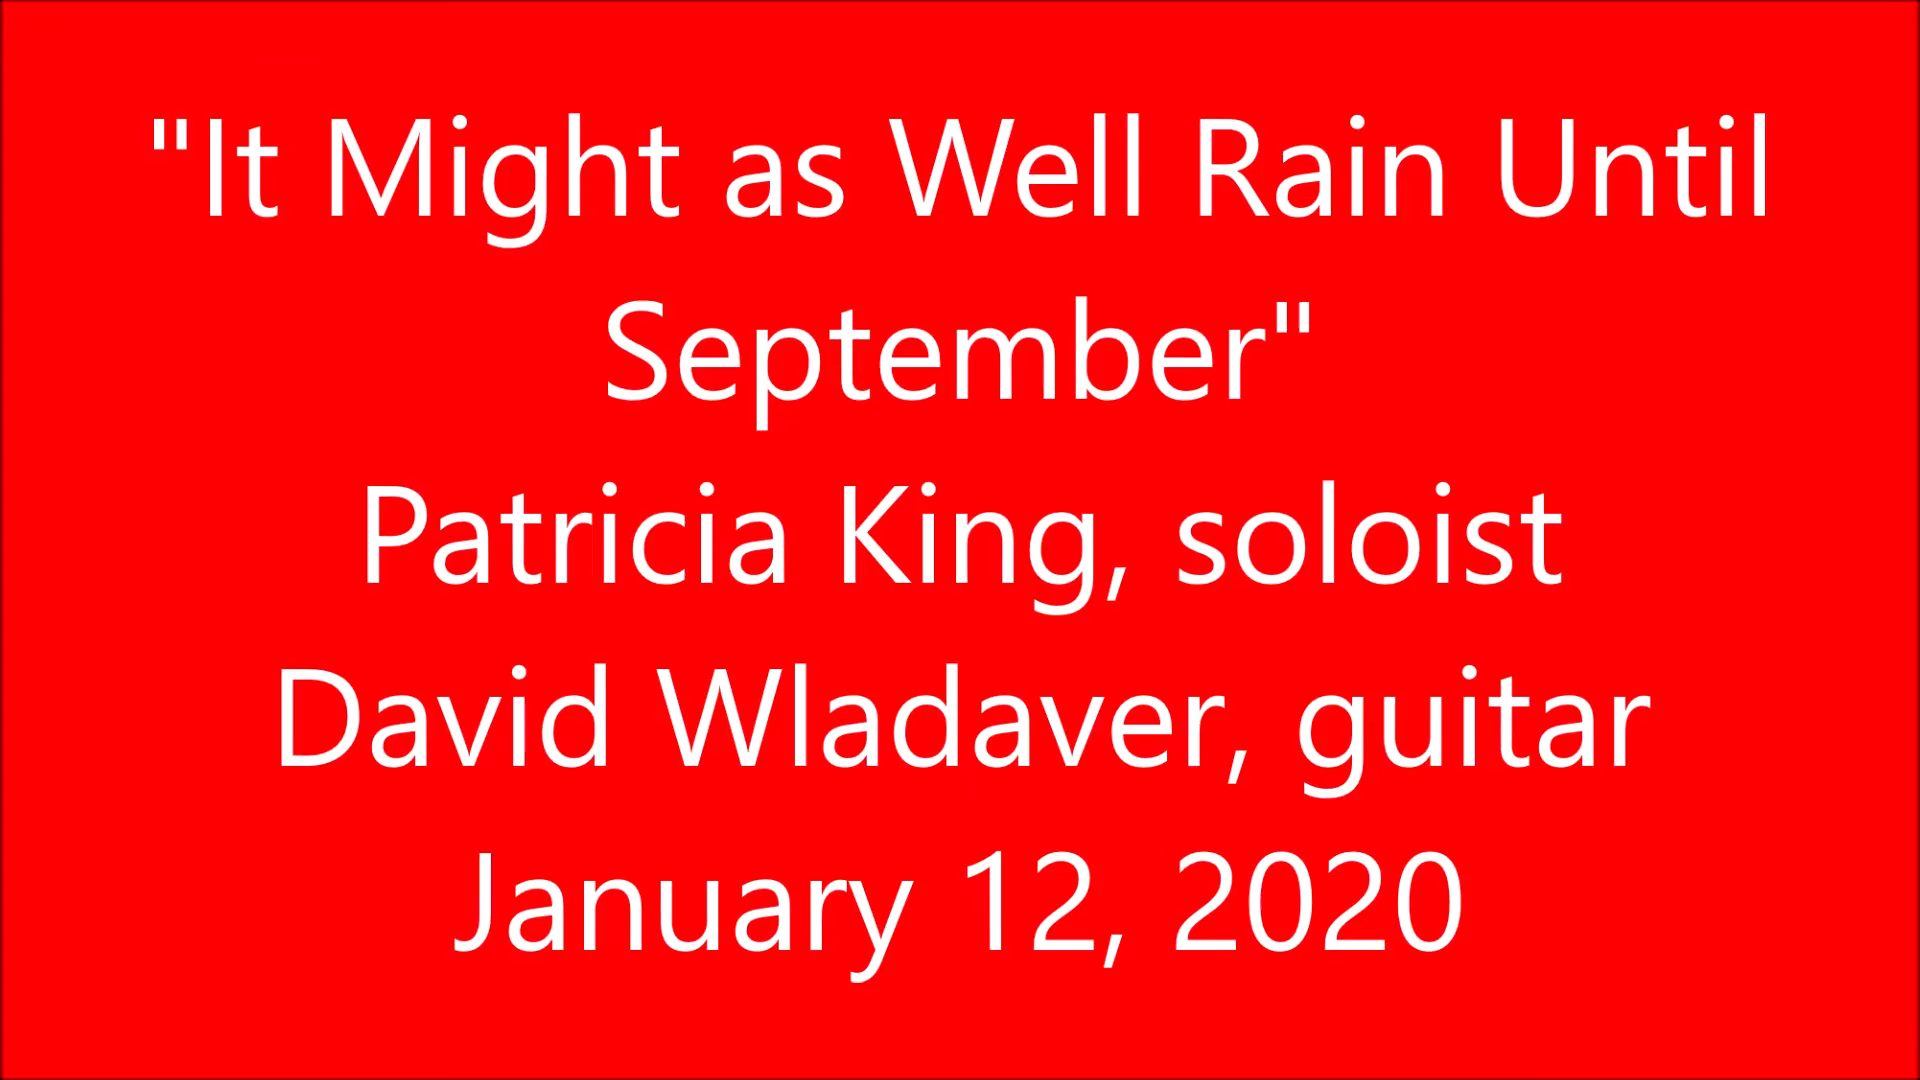 "It Might as Well Rain Until
September"
Patricia King, soloist
David Wladaver, guitar
January 12, 2020